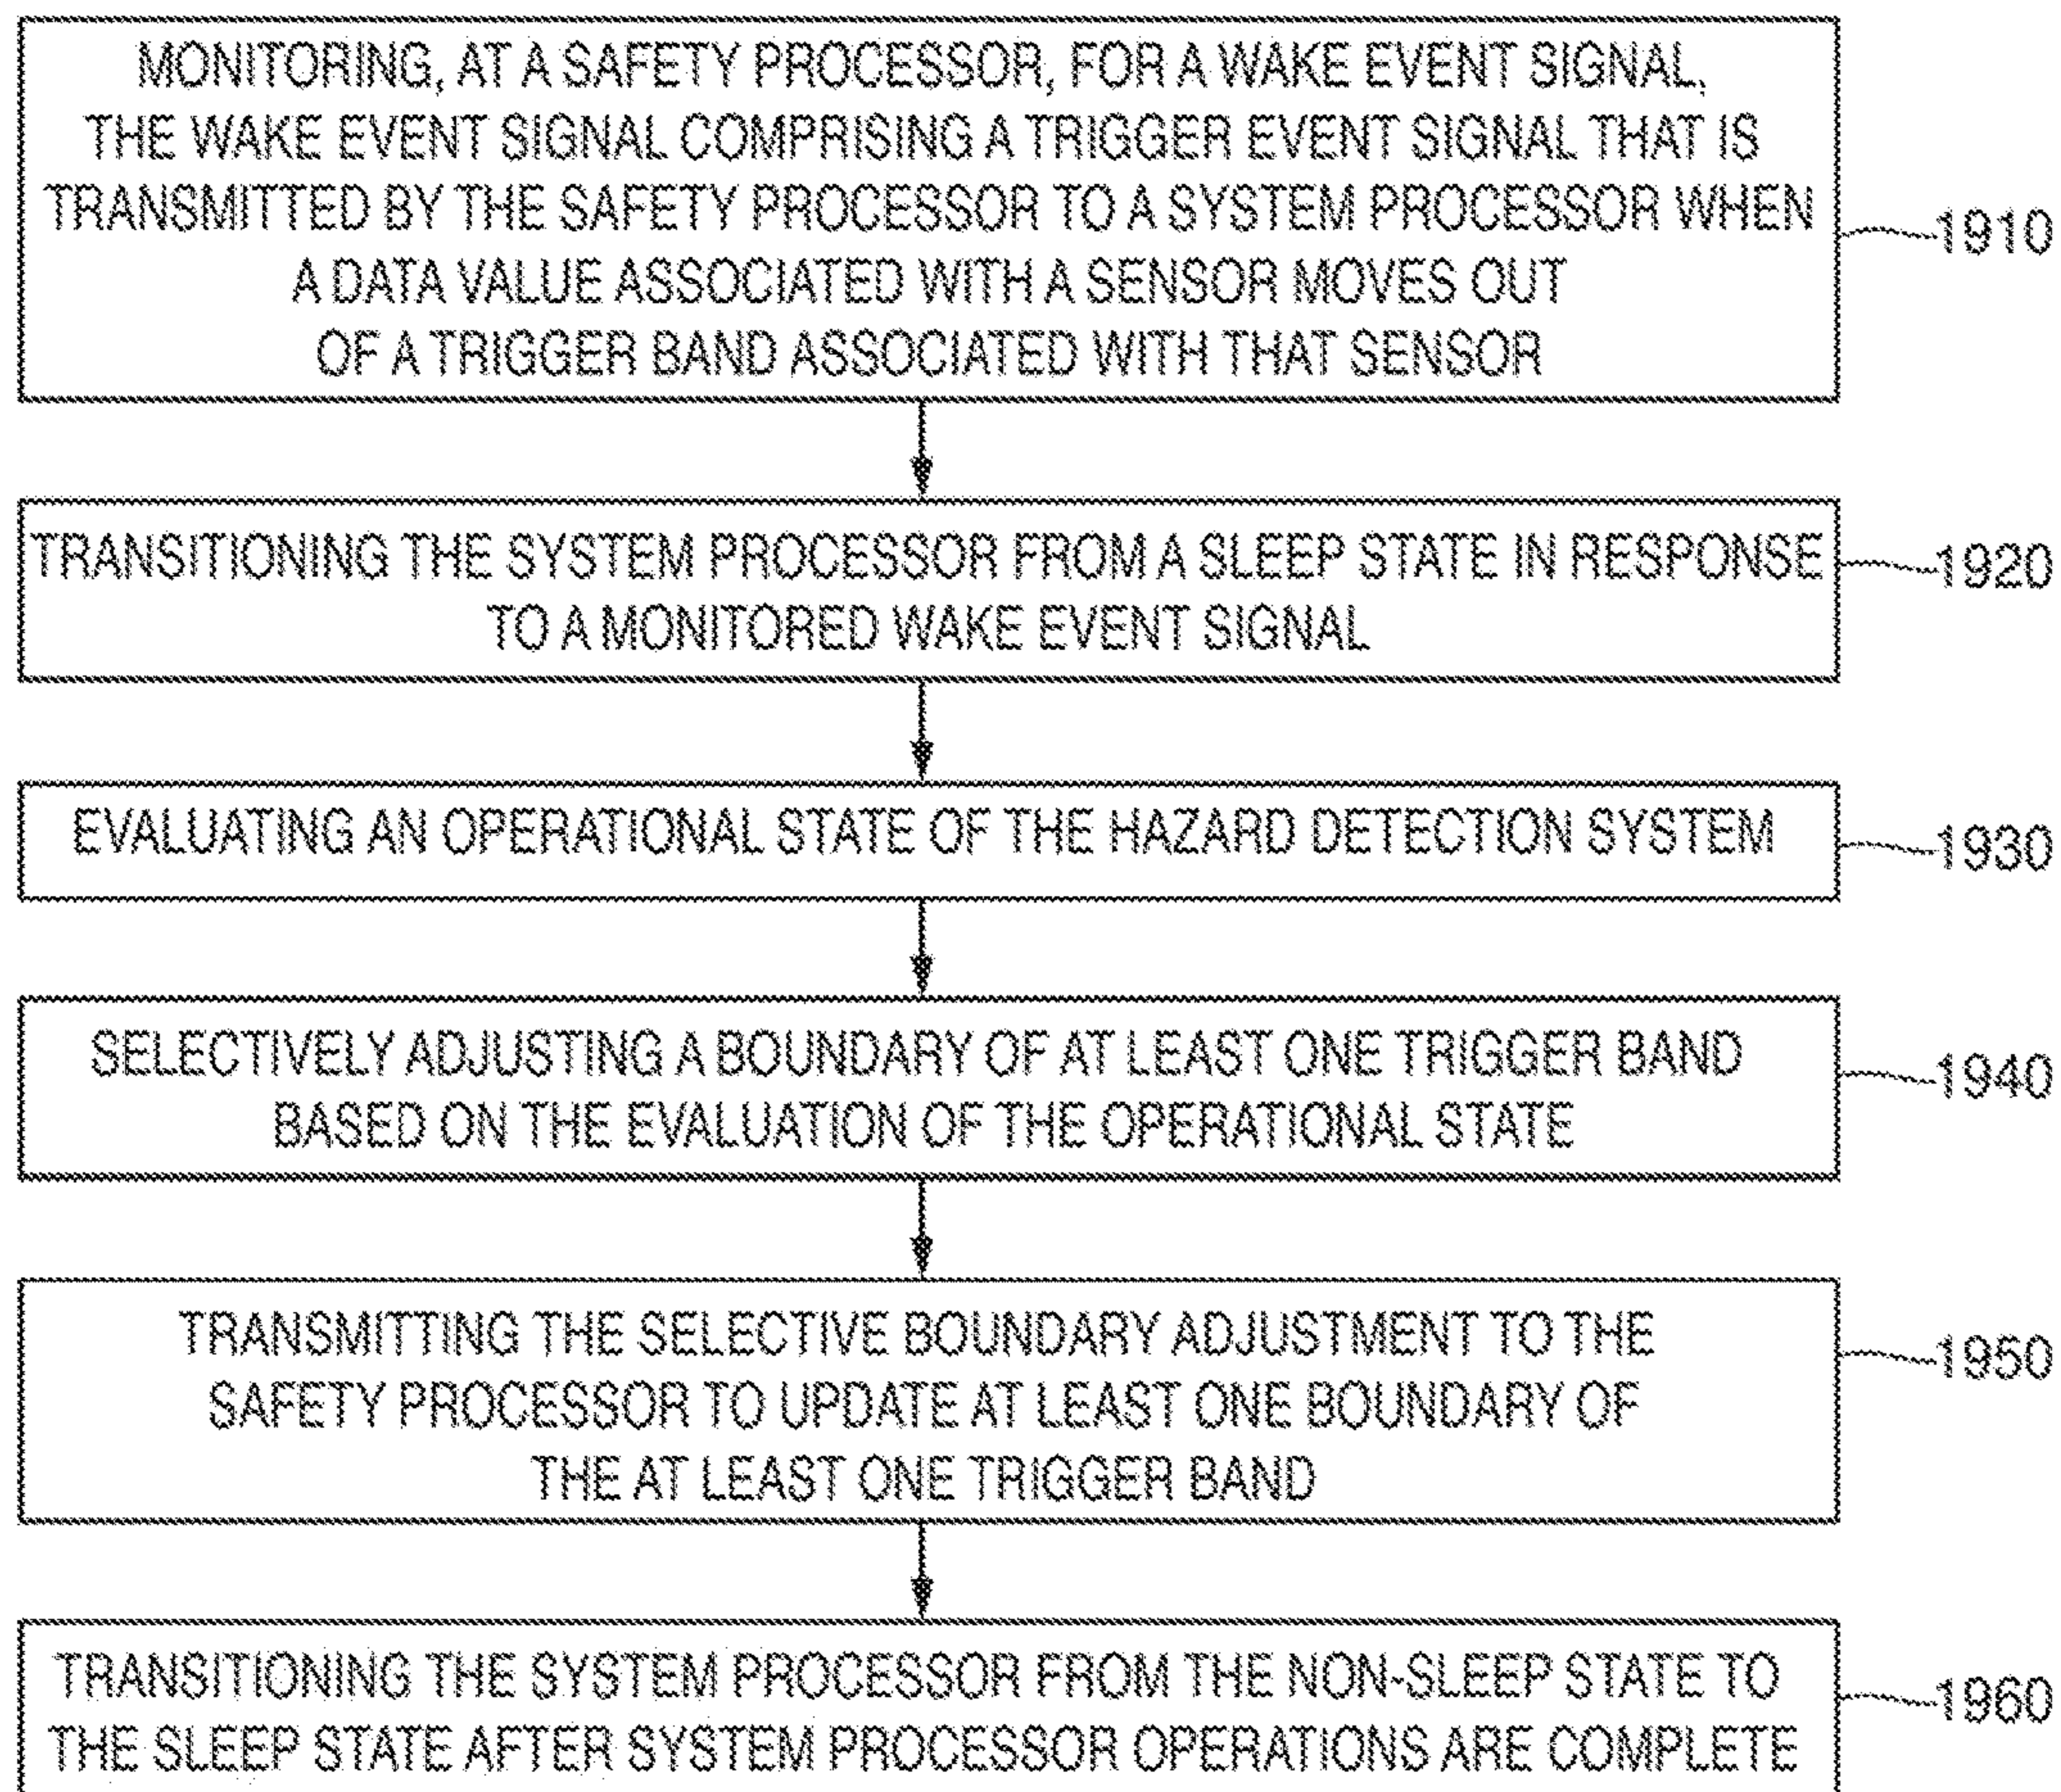 MONITORING, AT A SAFETY PROCESSOR, FOR A WAKE EVENT SIGNAL,
THE WAKE EVENT SIGNAL COMPRISING A TRIGGER EVENT SIGNAL THAT IS
TRANSMITTED BY THE SAFETY PROCESSOR TO A SYSTEM PROCESSOR WHEN
A DATA VALUE ASSOCIATED WITH A SENSOR MOVES OUT
OF A TRIGGER BAND ASSOCIATED WITH THAT SENSOR
1910
TRANSITIONING THE SYSTEM PROCESSOR FROM A SLEEP STATE IN RESPONSE
TO A MONITORED WAKE EVENT SIGNAL
1920
EVALUATING AN OPERATIONAL STATE OF THE HAZARD DETECTION SYSTEM
1930
SELECTIVELY ADJUSTING A BOUNDARY OF AT LEAST ONE TRIGGER BAND
BASED ON THE EVALUATION OF THE OPERATIONAL STATE
1940
TRANSMITTING THE SELECTIVE BOUNDARY ADJUSTMENT TO THE
SAFETY PROCESSOR TO UPDATE AT LEAST ONE BOUNDARY OF
THE AT LEAST ONE TRIGGER BAND
1950
TRANSITIONING THE SYSTEM PROCESSOR FROM THE NON-SLEEP STATE TO
THE SLEEP STATE AFTER SYSTEM PROCESSOR OPERATIONS ARE COMPLETE
1960